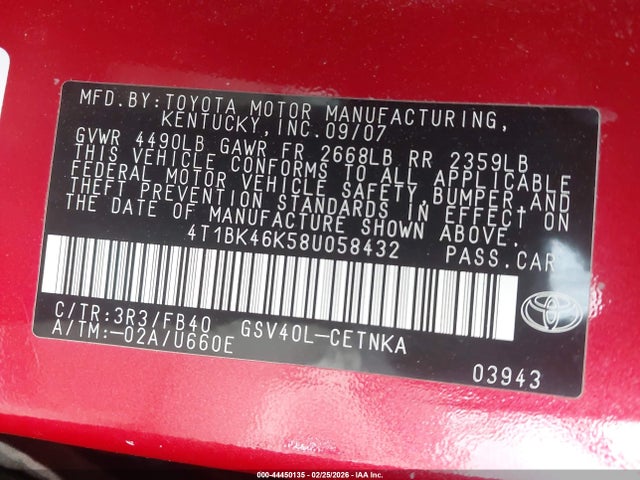 MFD.BY:TOYOTA MOTOR MANUFACTURING,
KENTUCKY, INC.09/07
GVWR 4490LB GAWR FR 2668LB RR 2359LB
THIS VEHICLE CONFORMS TO ALL APPLICABLE
FEDERAL MOTOR VEHICLE SAFETY,BUMPER,AND
THEFT PREVENTION STANDARDS IN EFFECT ON
THE DATE OF MANUFACTURE SHOWN ABOVE.
4T1BK46K58U058432 PASS.CAR
C/TR:3R3/FB40 GSV40L-CETNKA
A/TM:-02A/U660E
TOYOTA
03943
000-44450135 - 02/25/2026 - IAAI.COM